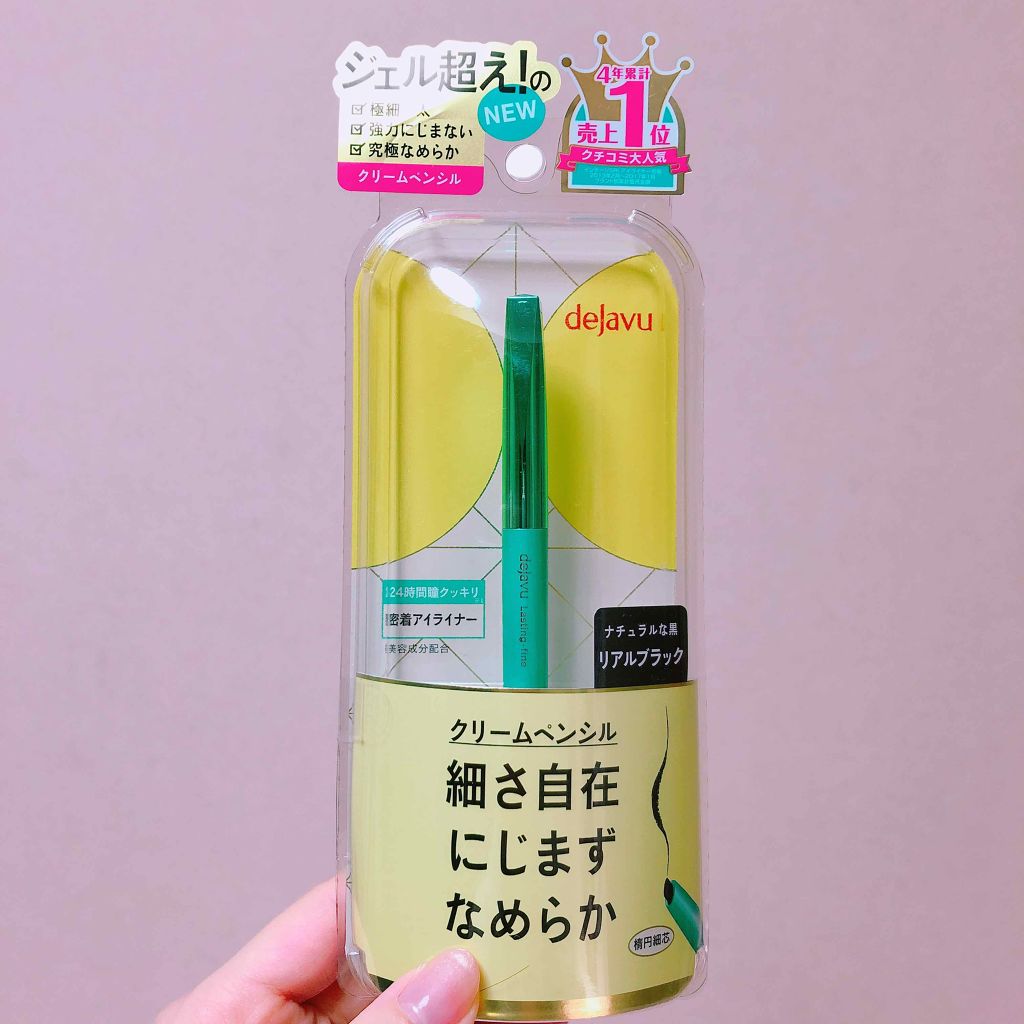 ジェル超え!の
極細
強力にじまない
究極なめらか
クリームペンシル
NEW
4年累計
売上1位
クチコミ大人気
dejavu
dejavu Lasting-fine
24時間瞳クッキリ
密着アイライナー
美容成分配合
ナチュラルな黒
リアルブラック
クリームペンシル
細さ自在
にじまず
なめらか
楕円細芯